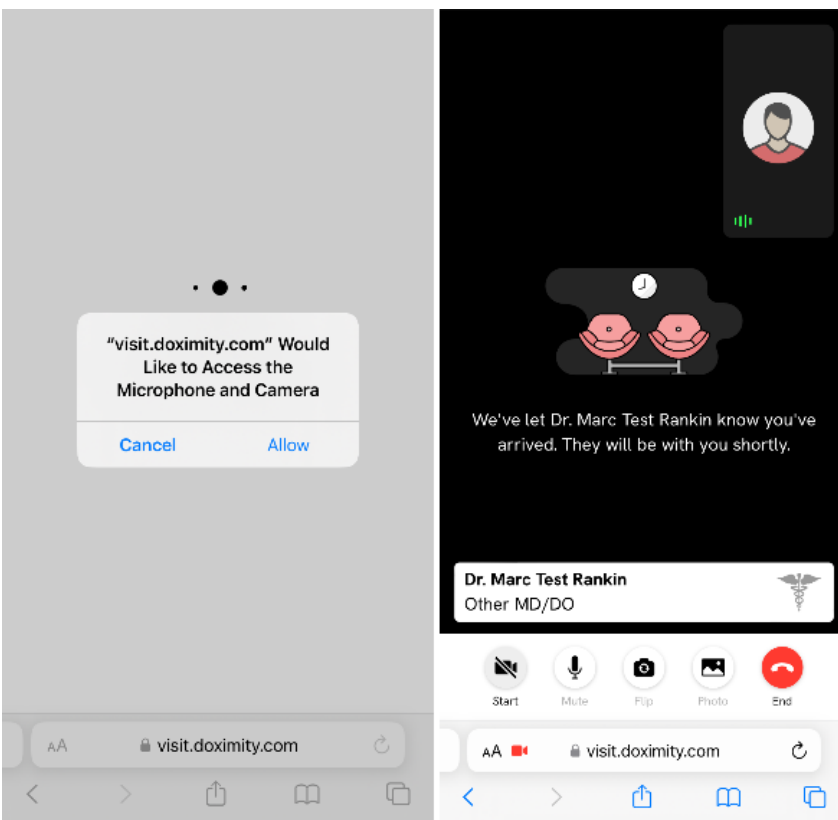 "visit.doximity.com" Would
Like to Access the
Microphone and Camera
Cancel Allow
AA visit.doximity.com
We've let Dr. Marc Test Rankin know you've
arrived. They will be with you shortly.
Dr. Marc Test Rankin
Other MD/DO
Start Mute Flip Photo End
AA visit.doximity.com